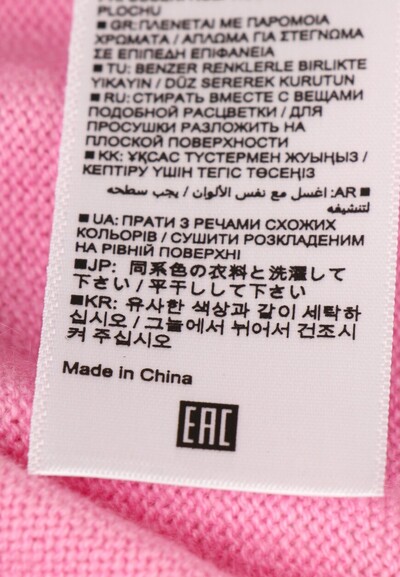 PLOCHU
■ GR: ΠΛΕΝΕΤΑΙ ΜΕ ΠΑΡΟΜΟΙΑ
ΧΡΩΜΑΤΑ / ΑΠΛΩΜΑ ΓΙΑ ΣΤΕΓΝΩΜΑ
ΣΕ ΕΠΙΠΕΔΗ ΕΠΙΦΑΝΕΙΑ
■ TU: BENZER RENKLERLE BIRLIKTE
YIKAYIN / DÜZ SEREREK KURUTUN
■ RU: СТИРАТЬ ВМЕСТЕ С ВЕЩАМИ
ПОДОБНОЙ РАСЦВЕТКИ / ДЛЯ
ПРОСУШКИ РАЗЛОЖИТЬ НА
ПЛОСКОЙ ПОВЕРХНОСТИ
■ KK: ҰҚСАС ТҮСТЕРМЕН ЖУЫҢЫЗ /
КЕПТІРУ ҮШІН ТЕГІС ТӨСЕҢІЗ
■ AR: اغسل مع نفس الألوان / يجب سطحه
لتنشيفه
■ UA: ПРАТИ З РЕЧАМИ СХОЖИХ
КОЛЬОРІВ / СУШИТИ РОЗКЛАДЕНИМ
НА РІВНІЙ ПОВЕРХНІ
■JP: 同系色の衣料と洗濯して
下さい / 平干しして下さい
■KR: 유사한 색상과 같이 세탁하
십시오 / 그늘에서 뉘어서 건조시
켜 주십시오
Made in China
EAC